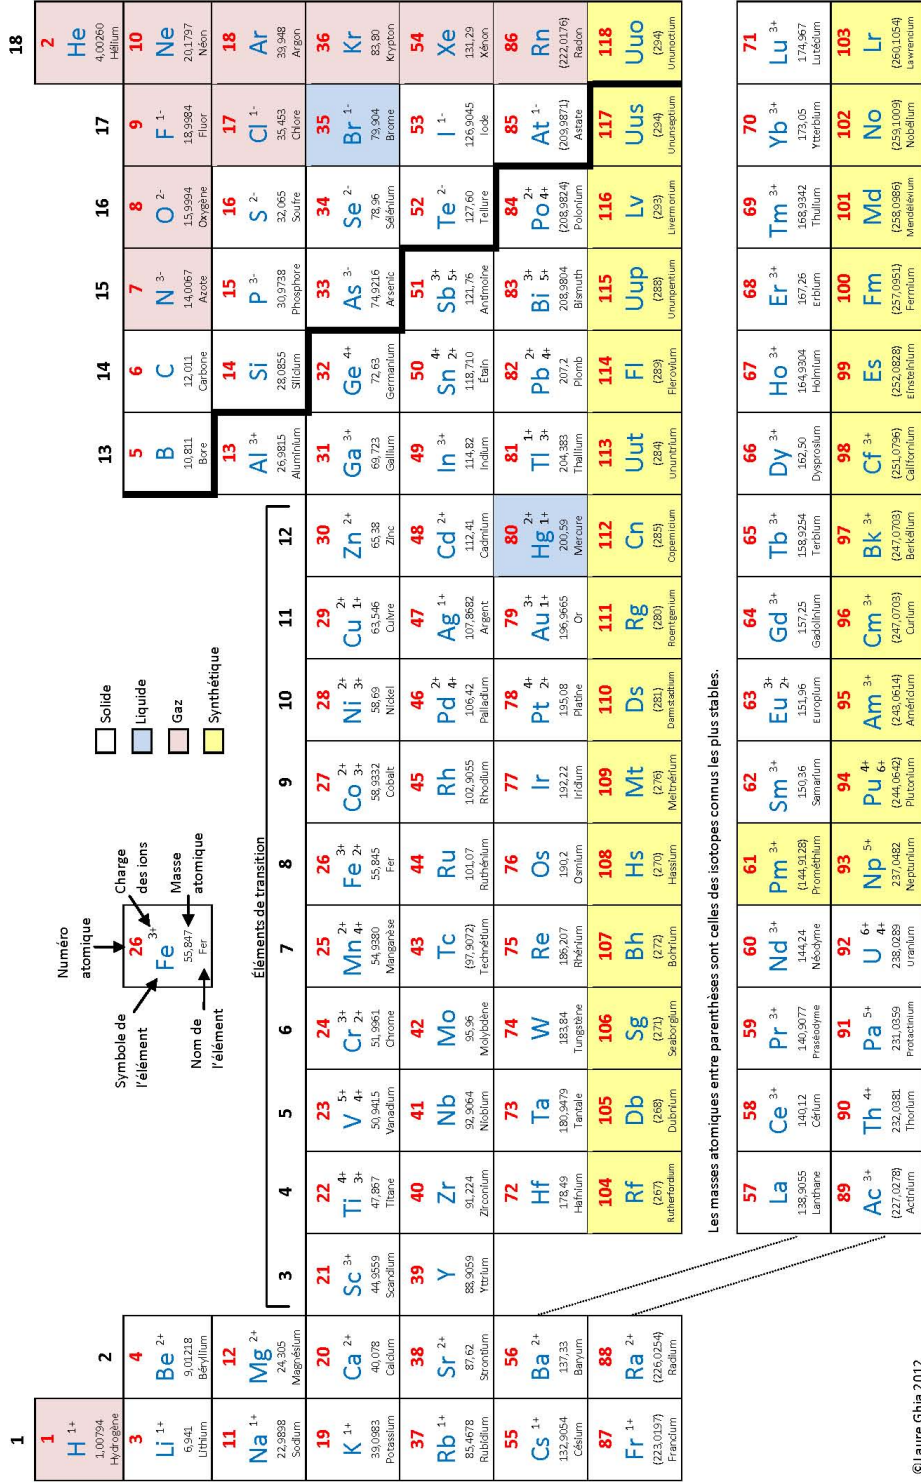 1 18
1 2
H 1+ He
1,00794 4,00260
Hydrogène Hélium
2 13 14 15 16 17
Numéro
atomique
26
Fe 3+
55,847
Fer
Charge
des ions
Masse
atomique
Symbole de
l'élément
Nom de
l'élément
Solide
Liquide
Gaz
Synthétique
3 4 5 6 7 8 9 10
Li 1+ Be 2+ B C N 3- O 2- F 1- Ne
6,941 9,01218 10,811 12,011 14,0067 15,9994 18,9984 20,1797
Lithium Béryllium Bore Carbone Azote Oxygène Fluor Néon
Éléments de transition
11 12 13 14 15 16 17 18
Na 1+ Mg 2+ Al 3+ Si P 3- S 2- Cl 1- Ar
22,9898 24,305 26,9815 28,0855 30,9738 32,065 35,453 39,948
Sodium Magnésium Aluminium Silicium Phosphore Soufre Chlore Argon
3 4 5 6 7 8 9 10 11 12
19 20 21 22 23 24 25 26 27 28 29 30 31 32 33 34 35 36
K 1+ Ca 2+ Sc 3+ Ti 4+ 3+ V 5+ 4+ Cr 3+ 2+ Mn 2+ 4+ Fe 3+ 2+ Co 2+ 3+ Ni 2+ 3+ Cu 2+ 1+ Zn 2+ Ga 3+ Ge 4+ As 3- Se 2- Br 1- Kr
39,0983 40,078 44,9559 47,867 50,9415 51,9961 54,9380 55,845 58,9332 58,69 63,546 65,38 69,723 72,63 74,9216 78,96 79,904 83,80
Potassium Calcium Scandium Titane Vanadium Chrome Manganèse Fer Cobalt Nickel Cuivre Zinc Gallium Germanium Arsenic Sélénium Brome Krypton
37 38 39 40 41 42 43 44 45 46 47 48 49 50 51 52 53 54
Rb 1+ Sr 2+ Y Zr Nb Mo Tc Ru Rh Pd 2+ 4+ Ag 1+ Cd 2+ In 3+ Sn 4+ 2+ Sb 3+ 5+ Te 2- I 1- Xe
85,4678 87,62 88,9059 91,224 92,9064 95,96 (97,9072) 101,07 102,9055 106,42 107,8682 112,41 114,82 118,710 121,76 127,60 126,9045 131,29
Rubidium Strontium Yttrium Zirconium Niobium Molybdène Technétium Ruthénium Rhodium Palladium Argent Cadmium Indium Étain Antimoine Tellure Iode Xénon
55 56 72 73 74 75 76 77 78 79 80 81 82 83 84 85 86
Cs 1+ Ba 2+ Hf Ta W Re Os Ir Pt 4+ 2+ Au 3+ 1+ Hg 2+ 1+ Tl 1+ 3+ Pb 2+ 4+ Bi 3+ 5+ Po 2+ 4+ At 1- Rn
132,9054 137,33 178,49 180,9479 183,84 186,207 190,2 192,22 195,08 196,9665 200,59 204,383 207,2 208,9804 (208,9824) (209,9871) (222,0176)
Césium Baryum Hafnium Tantale Tungstène Rhénium Osmium Iridium Platine Or Mercure Thallium Plomb Bismuth Polonium Astate Radon
87 88 104 105 106 107 108 109 110 111 112 113 114 115 116 117 118
Fr 1+ Ra 2+ Rf Db Sg Bh Hs Mt Ds Rg Cn Uut Fl Uup Lv Uus Uuo
(223,0197) (226,0254) (267) (268) (271) (272) (270) (276) (281) (280) (285) (284) (289) (288) (293) (294) (294)
Francium Radium Rutherfordium Dubnium Seaborgium Bohrium Hassium Meitnérium Darmstadtium Roentgenium Copernicium Ununtrium Flerovium Ununpentium Livermorium Ununseptium Ununoctium
Les masses atomiques entre parenthèses sont celles des isotopes connus les plus stables.
57 58 59 60 61 62 63 64 65 66 67 68 69 70 71
La Ce 3+ Pr 3+ Nd 3+ Pm 3+ Sm 3+ Eu 3+ 2+ Gd 3+ Tb 3+ Dy 3+ Ho 3+ Er 3+ Tm 3+ Yb 3+ Lu 3+
138,9055 140,12 140,9077 144,24 (144,9128) 150,36 151,96 157,25 158,9254 162,50 164,9304 167,26 168,9342 173,05 174,967
Lanthane Cérium Praséodyme Néodyme Prométhium Samarium Europium Gadolinium Terbium Dysprosium Holmium Erbium Thulium Ytterbium Lutétium
89 90 91 92 93 94 95 96 97 98 99 100 101 102 103
Ac 3+ Th 4+ Pa 5+ U 6+ 4+ Np 5+ Pu 4+ 6+ Am 3+ Cm 3+ Bk 3+ Cf 3+ Es Fm Md No Lr
(227,0278) 232,0381 231,0359 238,0289 237,0482 (244,0642) (243,0614) (247,0703) (247,0703) (251,0796) (252,0828) (257,0951) (258,0986) (259,1009) (260,1054)
Actinium Thorium Protactinium Uranium Neptunium Plutonium Américium Curium Berkélium Californium Einsteinium Fermium Mendélévium Nobélium Lawrencium
©Laure Ghia 2012